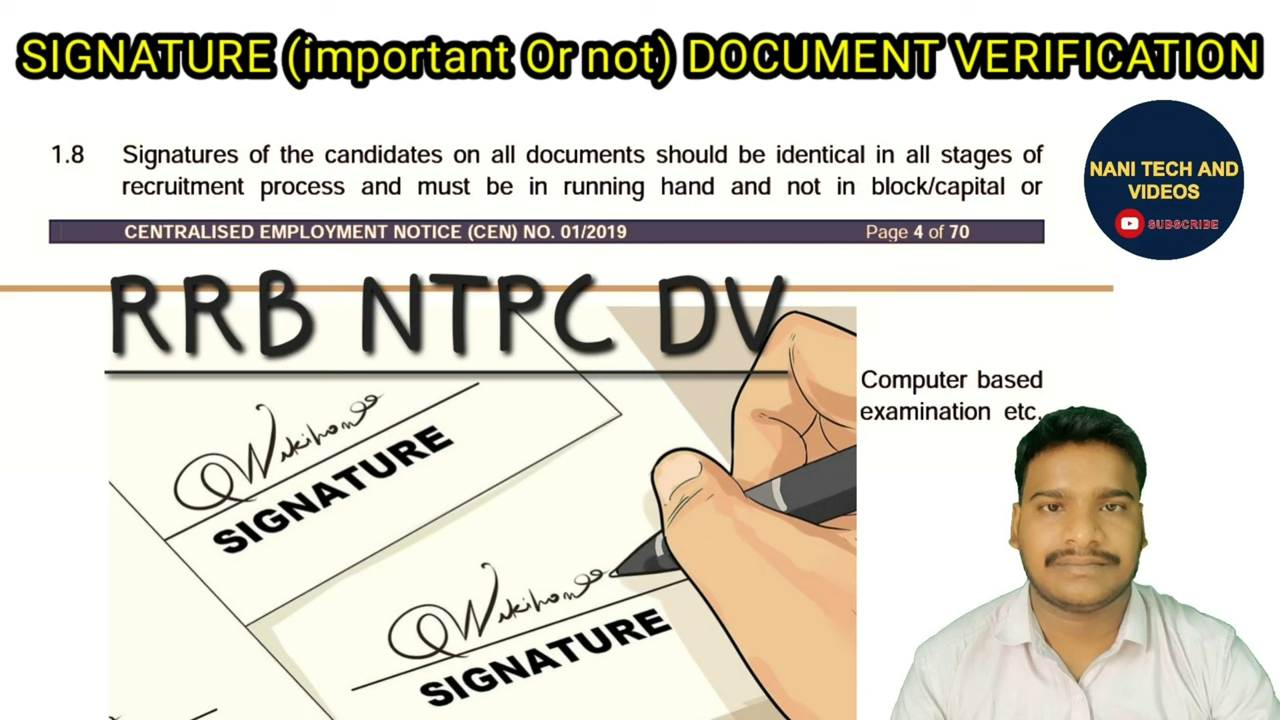 SIGNATURE (important Or not) DOCUMENT VERIFICATION
1.8 Signatures of the candidates on all documents should be identical in all stages of
recruitment process and must be in running hand and not in block/capital or
NANI TECH AND
VIDEOS
SUBSCRIBE
CENTRALISED EMPLOYMENT NOTICE (CEN) NO. 01/2019 Page 4 of 70
RRB NTPC DV
Computer based
examination etc.
Wikihow
SIGNATURE
Wikihow
SIGNATURE